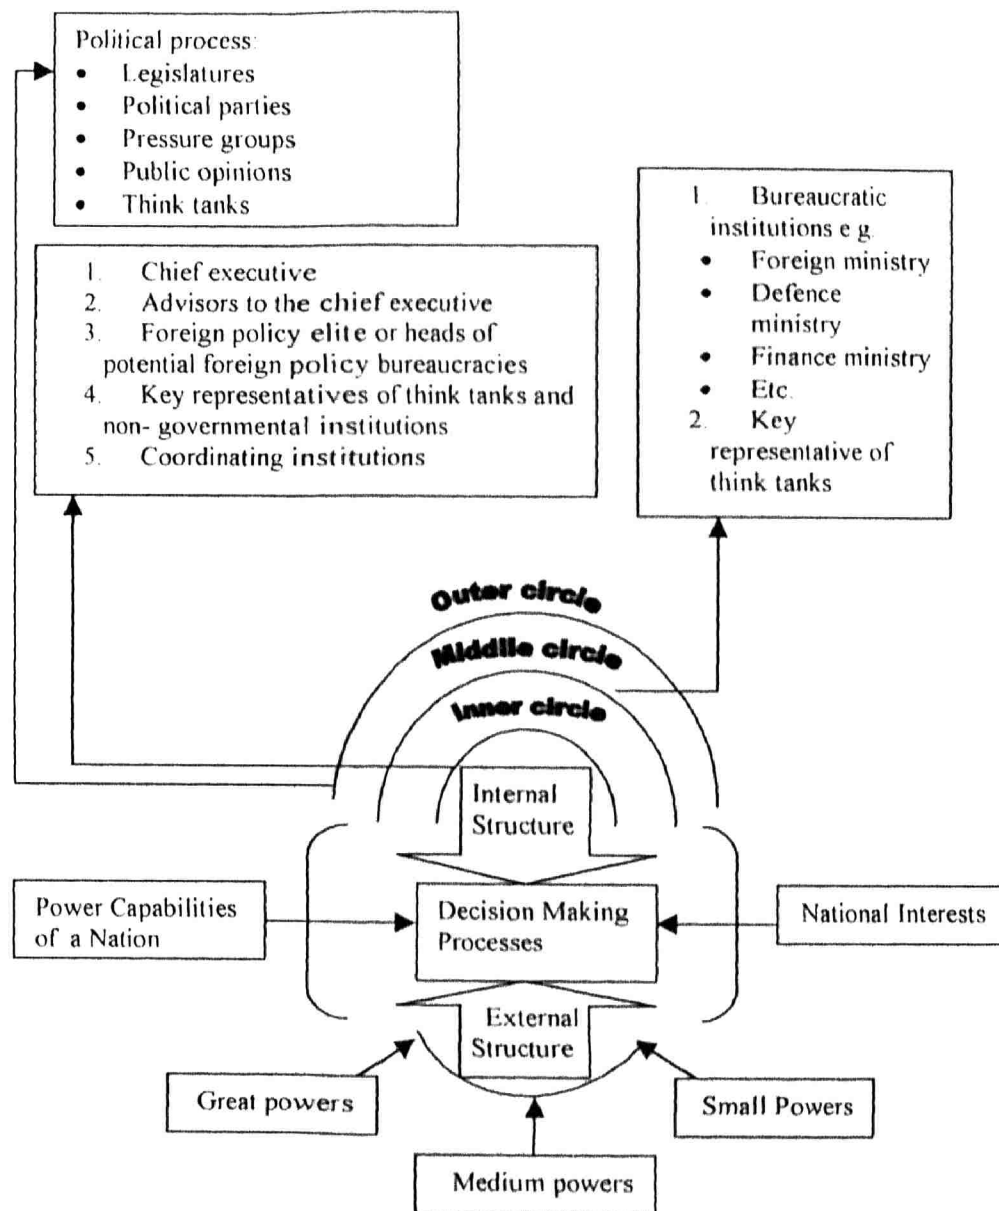 Political process:
• Legislatures
• Political parties
• Pressure groups
• Public opinions
• Think tanks
1. Chief executive
2. Advisors to the chief executive
3. Foreign policy elite or heads of
potential foreign policy bureaucracies
4. Key representatives of think tanks and
non- governmental institutions
5. Coordinating institutions
1. Bureaucratic
institutions e g.
• Foreign ministry
• Defence
ministry
• Finance ministry
• Etc.
2. Key
representative of
think tanks
Outer circle
Middle circle
Inner circle
Internal
Structure
Power Capabilities
of a Nation
Decision Making
Processes
National Interests
External
Structure
Great powers
Small Powers
Medium powers